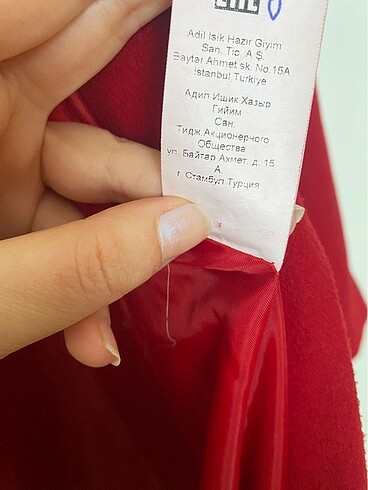 Adil Işık Hazır Giyim
San. Tic. A.Ş.
Baytar Ahmet sk. No.15A
İstanbul Türkiye
Адип Ишик Хазыр
Гийим
Сан.
Тидж.Акционерного
Общества
ул. Байтар Ахмет. д. 15
А.
г. Стамбул Турция